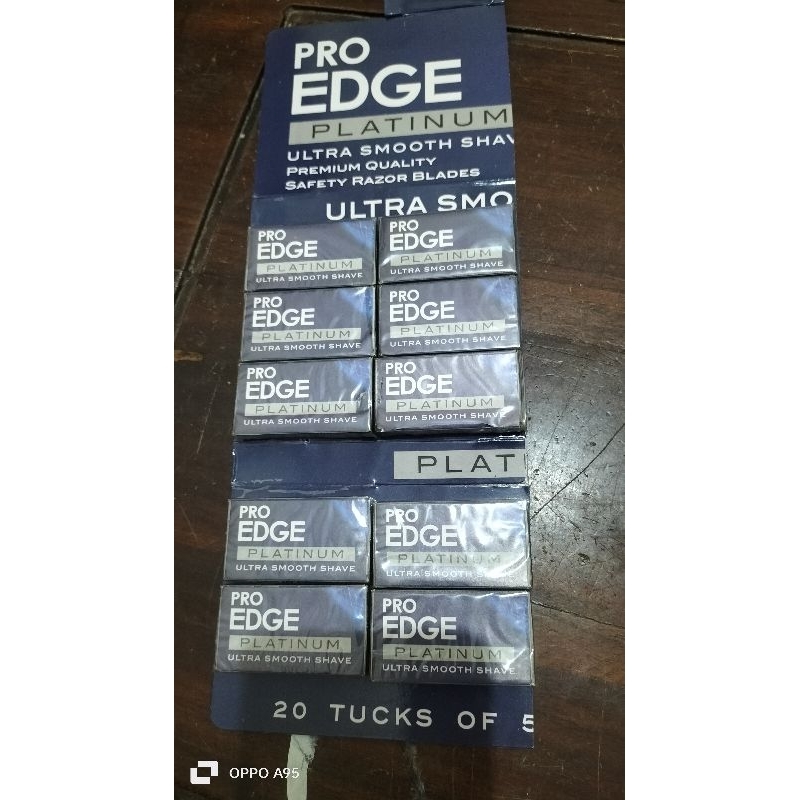 PRO
EDGE
PLATINUM
ULTRA SMOOTH SHAV
PREMIUM QUALITY
SAFETY RAZOR BLADES
ULTRA SMO
PRO
EDGE
PLATINUM
ULTRA SMOOTH SHAVE
PRO
EDGE
PLATINUM
ULTRA SMOOTH SHAVE
PRO
EDGE
PLATINUM
ULTRA SMOOTH SHAVE
PRO
EDGE
PLATINUM
ULTRA SMOOTH SHAVE
PRO
EDGE
PLATINUM
ULTRA SMOOTH SHAVE
PRO
EDGE
PLATINUM
ULTRA SMOOTH SHAVE
PLAT
PRO
EDGE
PLATINUM
ULTRA SMOOTH SHAVE
PRO
EDGE
PLATINUM
ULTRA SMOOTH SHAVE
PRO
EDGE
PLATINUM
ULTRA SMOOTH SHAVE
PRO
EDGE
PLATINUM
ULTRA SMOOTH SHAVE
20 TUCKS OF 5
OPPO A95